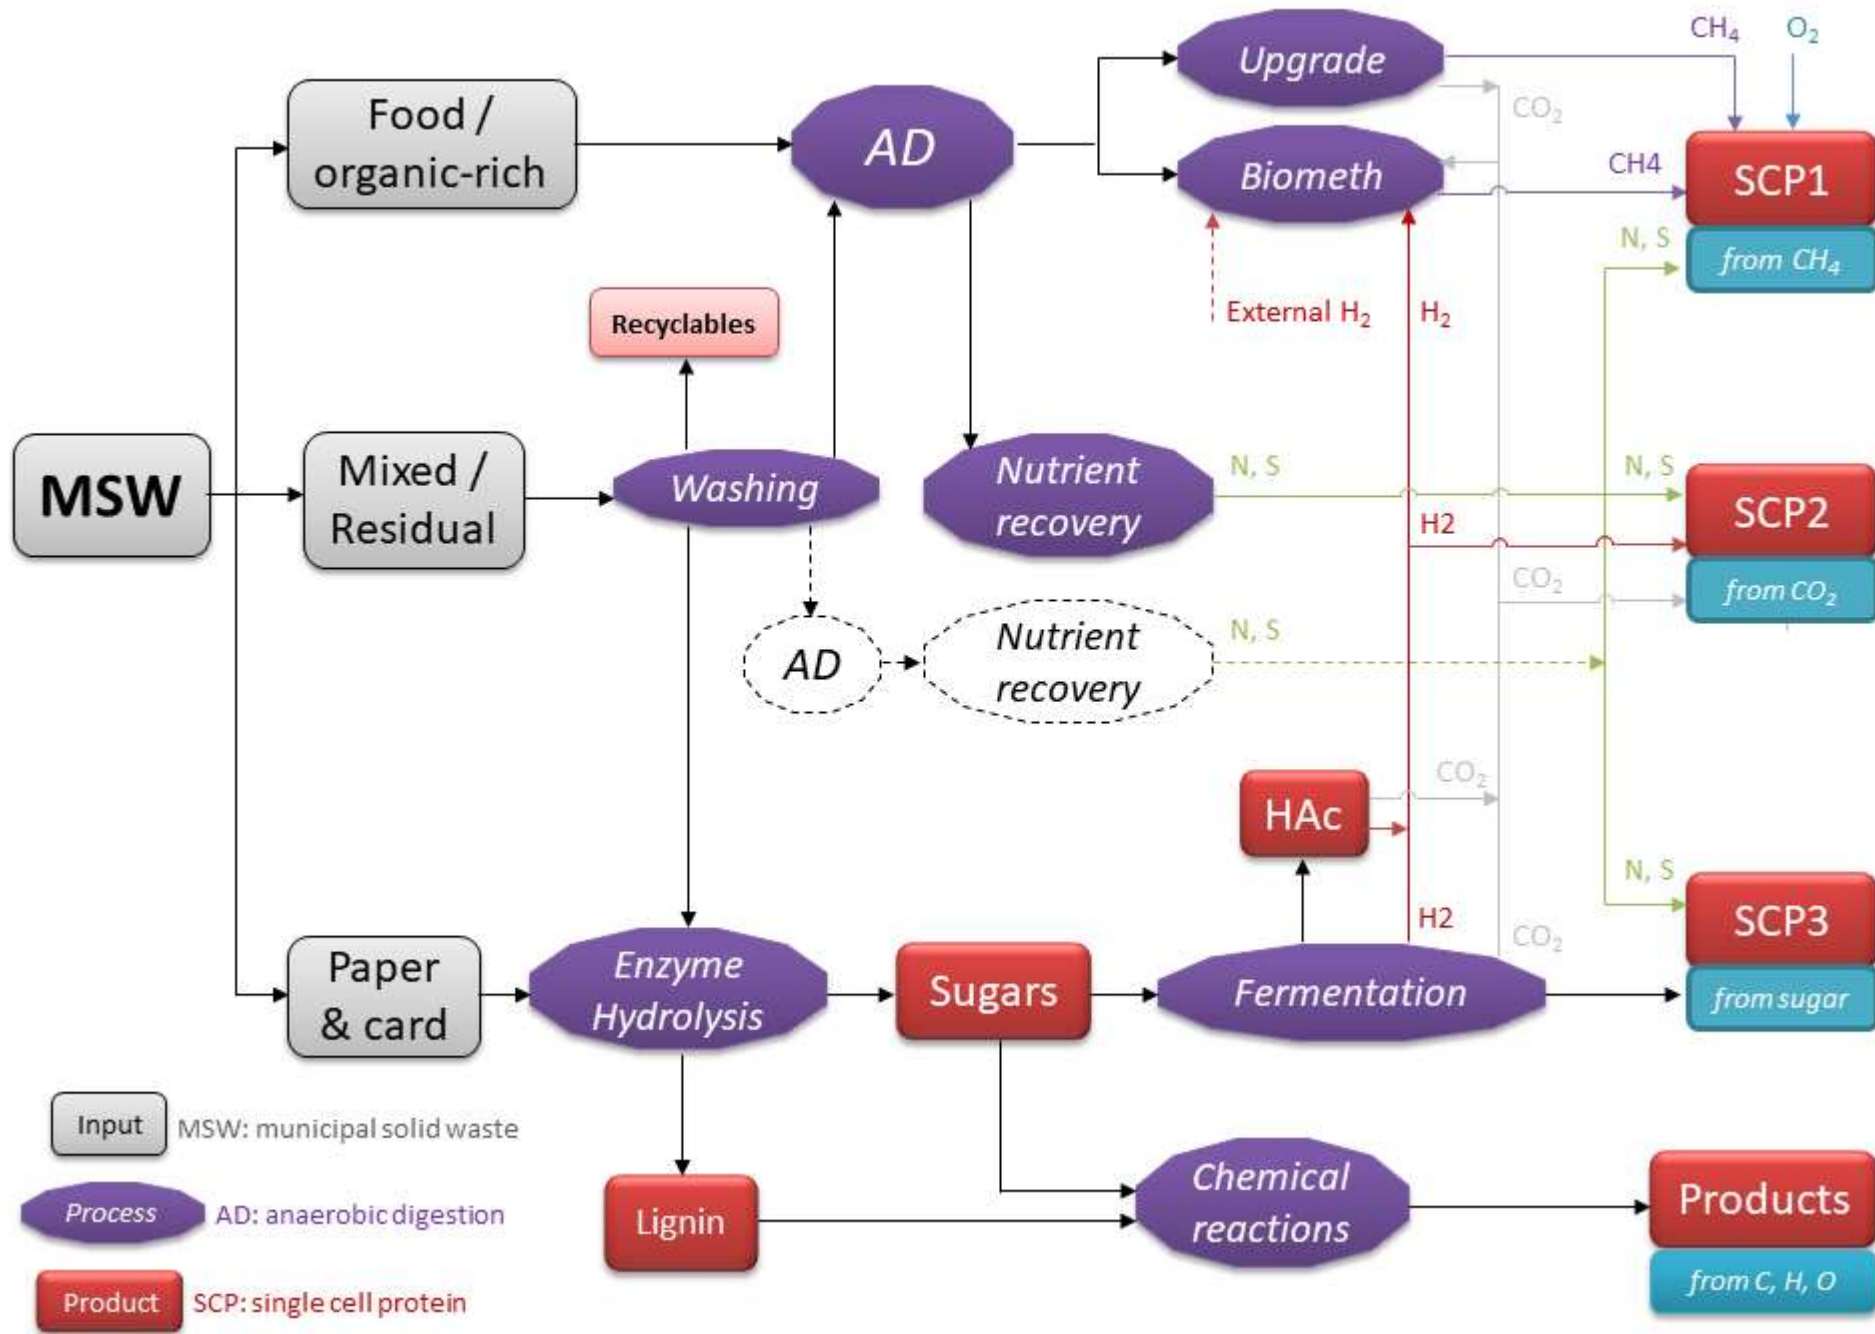 CH₄
O₂
Upgrade
Food /
organic-rich
AD
CO₂
Biometh
CH4
SCP1
from CH₄
N, S
Recyclables
External H₂
H₂
MSW
Mixed /
Residual
Washing
Nutrient
recovery
N, S
N, S
SCP2
H2
from CO₂
CO₂
AD
Nutrient
recovery
N, S
HAc
CO₂
N, S
SCP3
H2
CO₂
Paper
& card
Enzyme
Hydrolysis
Sugars
Fermentation
from sugar
Input
MSW: municipal solid waste
Process
AD: anaerobic digestion
Product
SCP: single cell protein
Lignin
Chemical
reactions
Products
from C, H, O